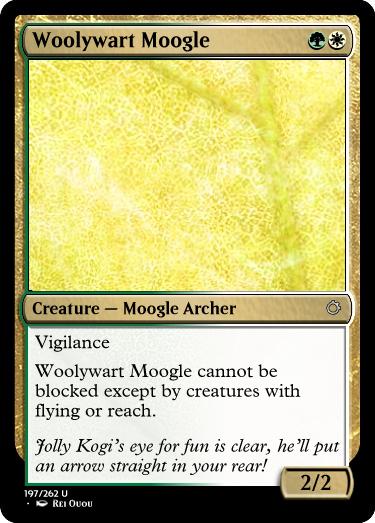 Woolywart Moogle
Creature — Moogle Archer
Vigilance
Woolywart Moogle cannot be
blocked except by creatures with
flying or reach.
Jolly Kogi's eye for fun is clear, he'll put
an arrow straight in your rear!
2/2
197/262 U
Rei Ouou